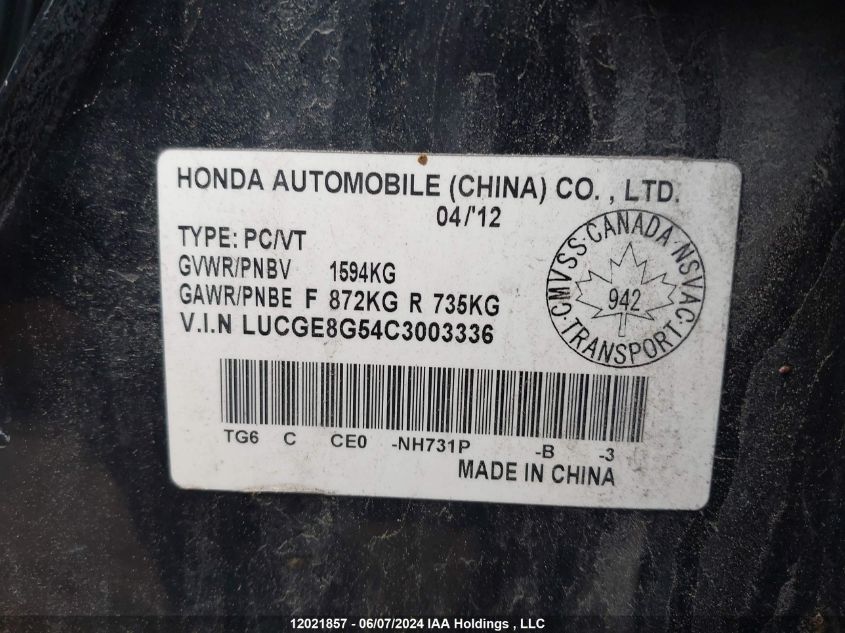 HONDA AUTOMOBILE (CHINA) CO. , LTD.
04/'12
TYPE: PC/VT
GVWR/PNBV 1594KG
GAWR/PNBE F 872KG R 735KG
V.I.N LUCGE8G54C3003336
CMVSS · CANADA · NSVAC · TRANSPORT ·
942
TG6 C CE0 -NH731P -B -3
MADE IN CHINA
12021857 - 06/07/2024 IAA Holdings , LLC